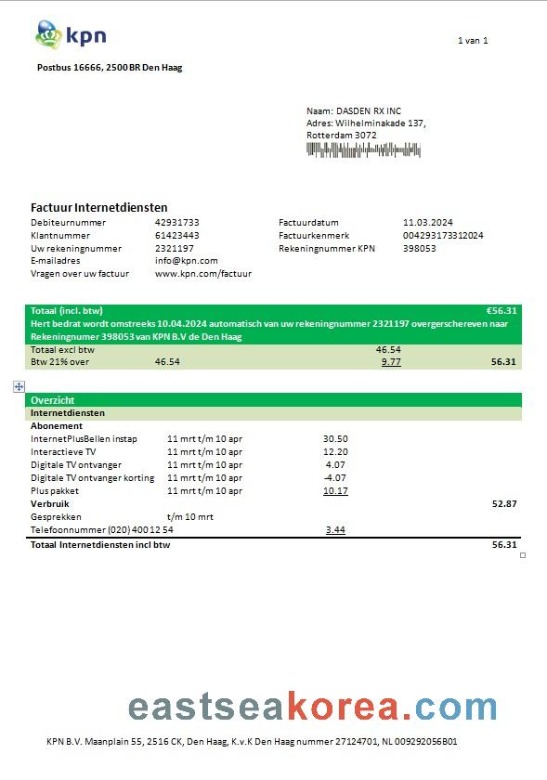 kpn
1 van 1
Postbus 16666, 2500 BR Den Haag
Naam: DASDEN RX INC
Adres: Wilhelminakade 137,
Rotterdam 3072
Factuur Internetdiensten
Debiteurnummer 42931733 Factuurdatum 11.03.2024
Klantnummer 61423443 Factuurkenmerk 004293173312024
Uw rekeningnummer 2321197 Rekeningnummer KPN 398053
E-mailadres info@kpn.com
Vragen over uw factuur www.kpn.com/factuur
Totaal (incl. btw) €56.31
Hert bedrat wordt omstreeks 10.04.2024 automatisch van uw rekeningnummer 2321197 overgerschereven naar
Rekeningnumer 398053 van KPN B.V de Den Haag
Totaal excl btw 46.54
Btw 21% over 46.54 9.77 56.31
Overzicht
Internetdiensten
Abonement
InternetPlusBellen instap 11 mrt t/m 10 apr 30.50
Interactieve TV 11 mrt t/m 10 apr 12.20
Digitale TV ontvanger 11 mrt t/m 10 apr 4.07
Digitale TV ontvanger korting 11 mrt t/m 10 apr -4.07
Plus pakket 11 mrt t/m 10 apr 10.17
Verbruik 52.87
Gesprekken t/m 10 mrt
Telefoonnummer (020) 400 12 54 3.44
Totaal Internetdiensten incl btw 56.31
eastseakorea.com
KPN B.V. Maanplain 55, 2516 CK, Den Haag, K.v.K Den Haag nummer 27124701, NL 009292056B01